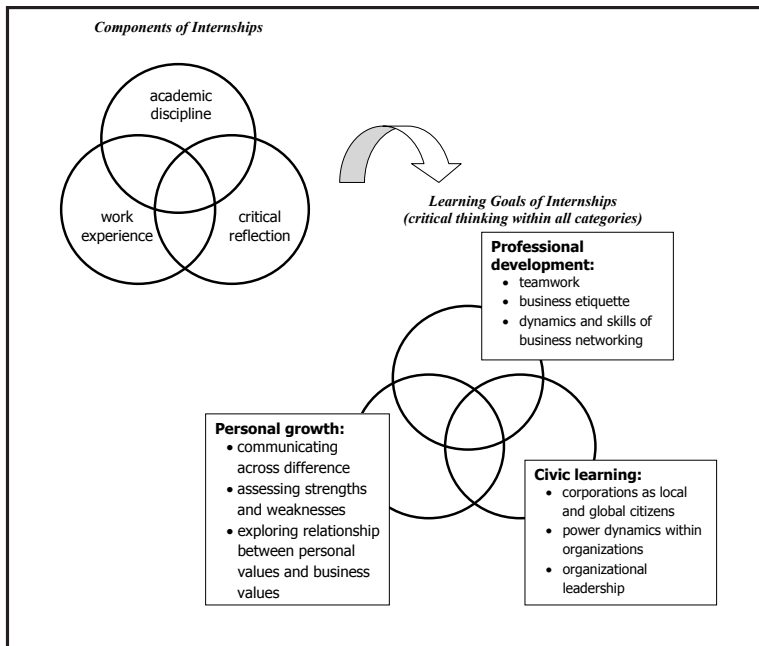 Components of Internships
academic
discipline
work
experience
critical
reflection
Learning Goals of Internships
(critical thinking within all categories)
Professional
development:
• teamwork
• business etiquette
• dynamics and skills of
business networking
Personal growth:
• communicating
across difference
• assessing strengths
and weaknesses
• exploring relationship
between personal
values and business
values
Civic learning:
• corporations as local
and global citizens
• power dynamics within
organizations
• organizational
leadership